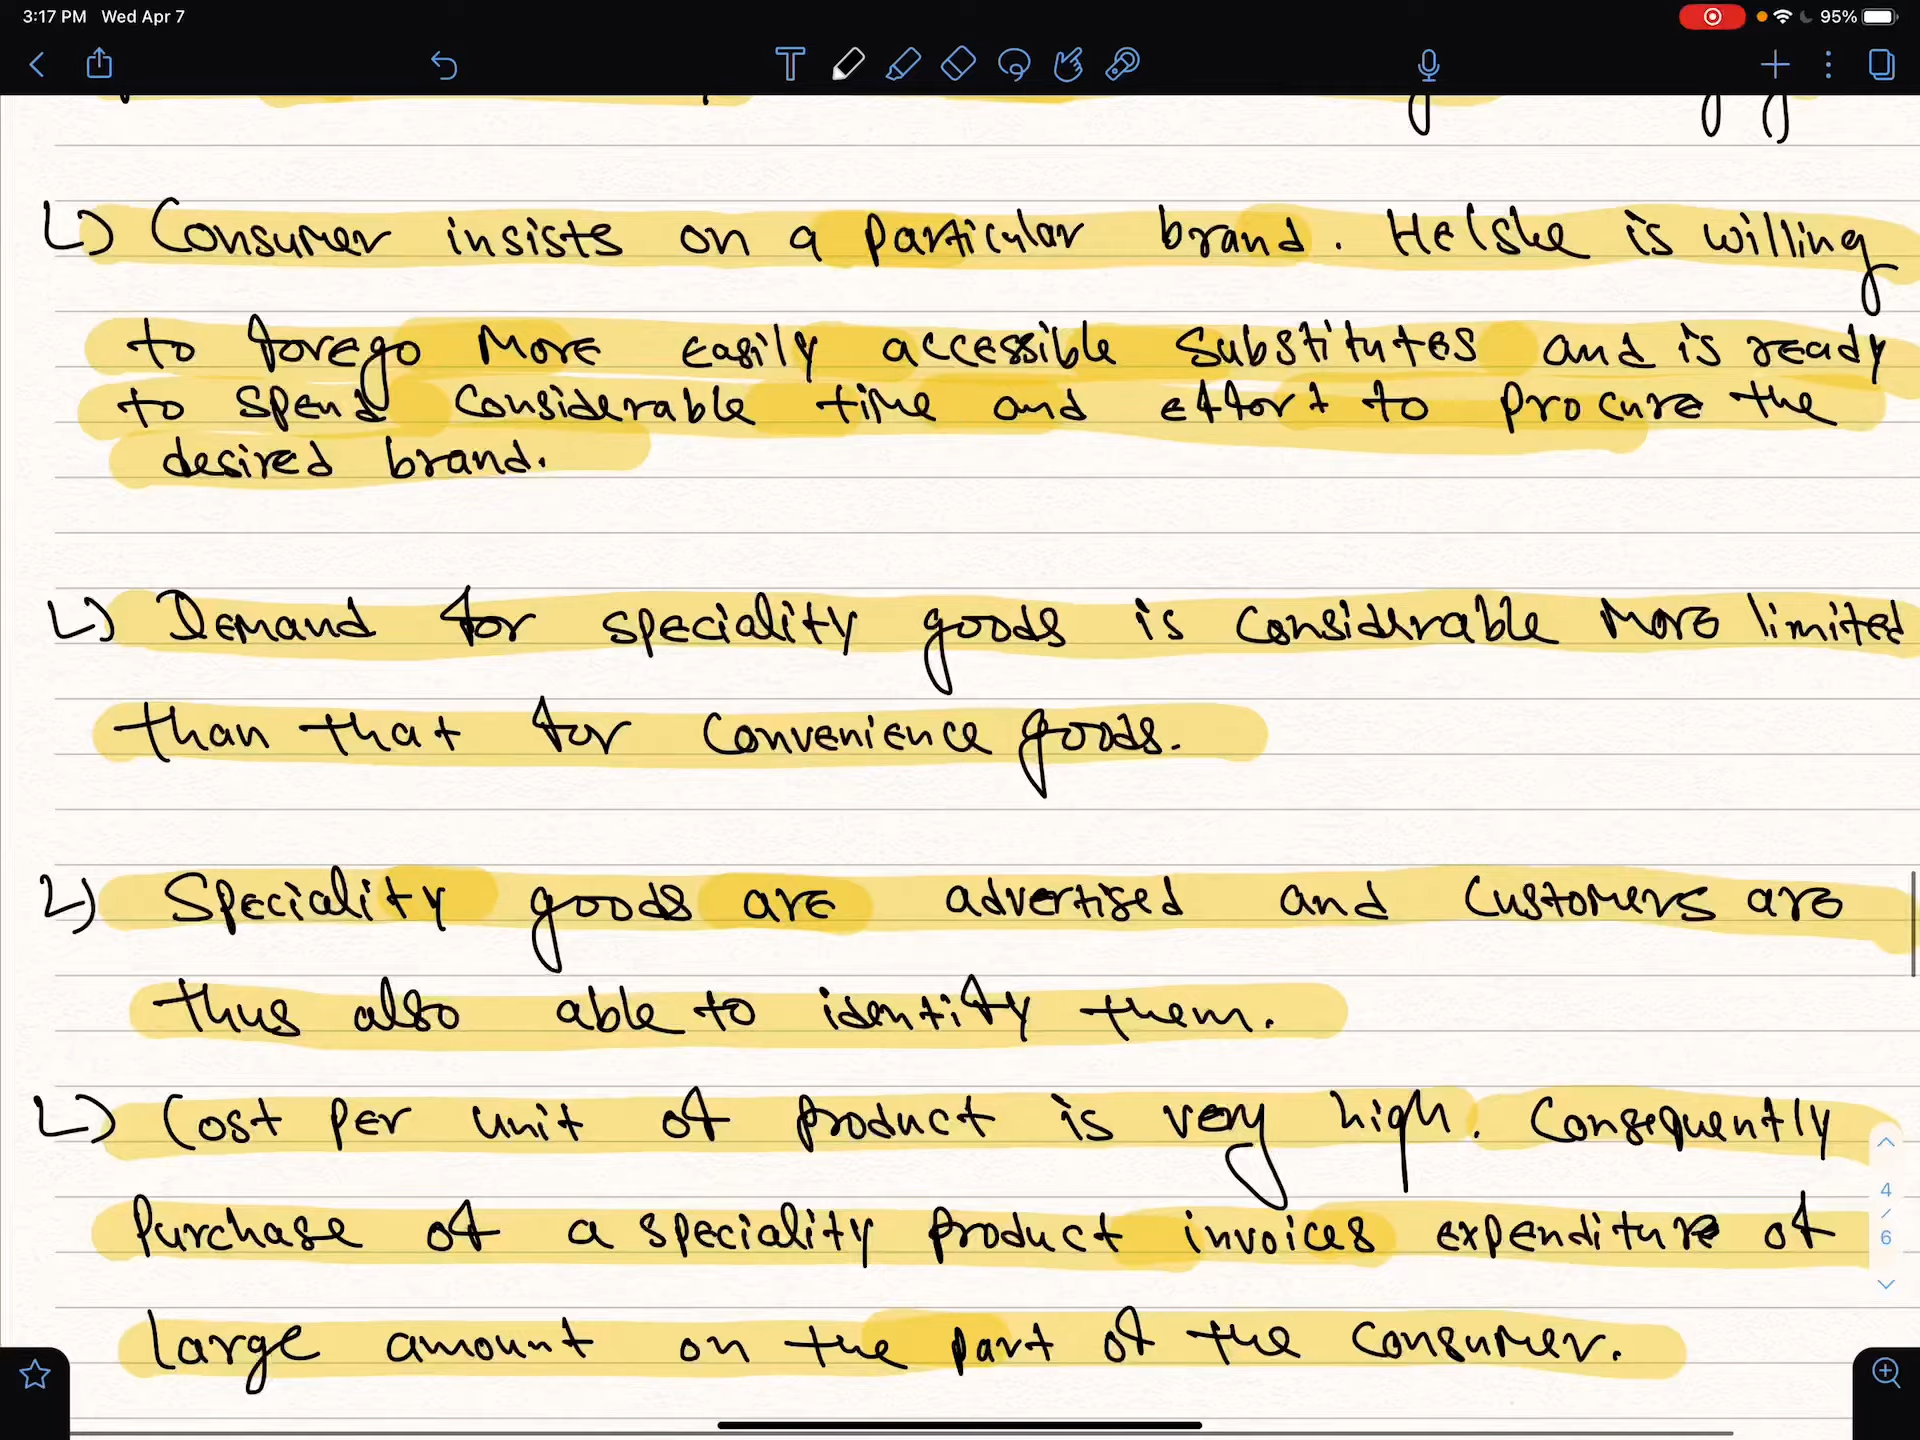 3:17 PM Wed Apr 7
95%
Consumer insists on a particular brand. He/she is willing
to forego more easily accessible substitutes and is ready
to spend considerable time and effort to procure the
desired brand.
Demand for speciality goods is considerable more limited
than that for convenience goods.
Speciality goods are advertised and customers are
thus also able to identify them.
Cost per unit of product is very high. Consequently
Purchase of a speciality product invoices expenditure of
large amount on the part of the consumer.
4
/
6